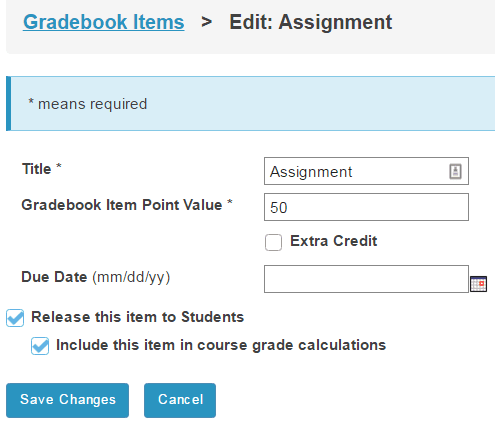 Gradebook Items > Edit: Assignment
* means required
Title * Assignment
Gradebook Item Point Value * 50
Extra Credit
Due Date (mm/dd/yy)
Release this item to Students
Include this item in course grade calculations
Save Changes Cancel